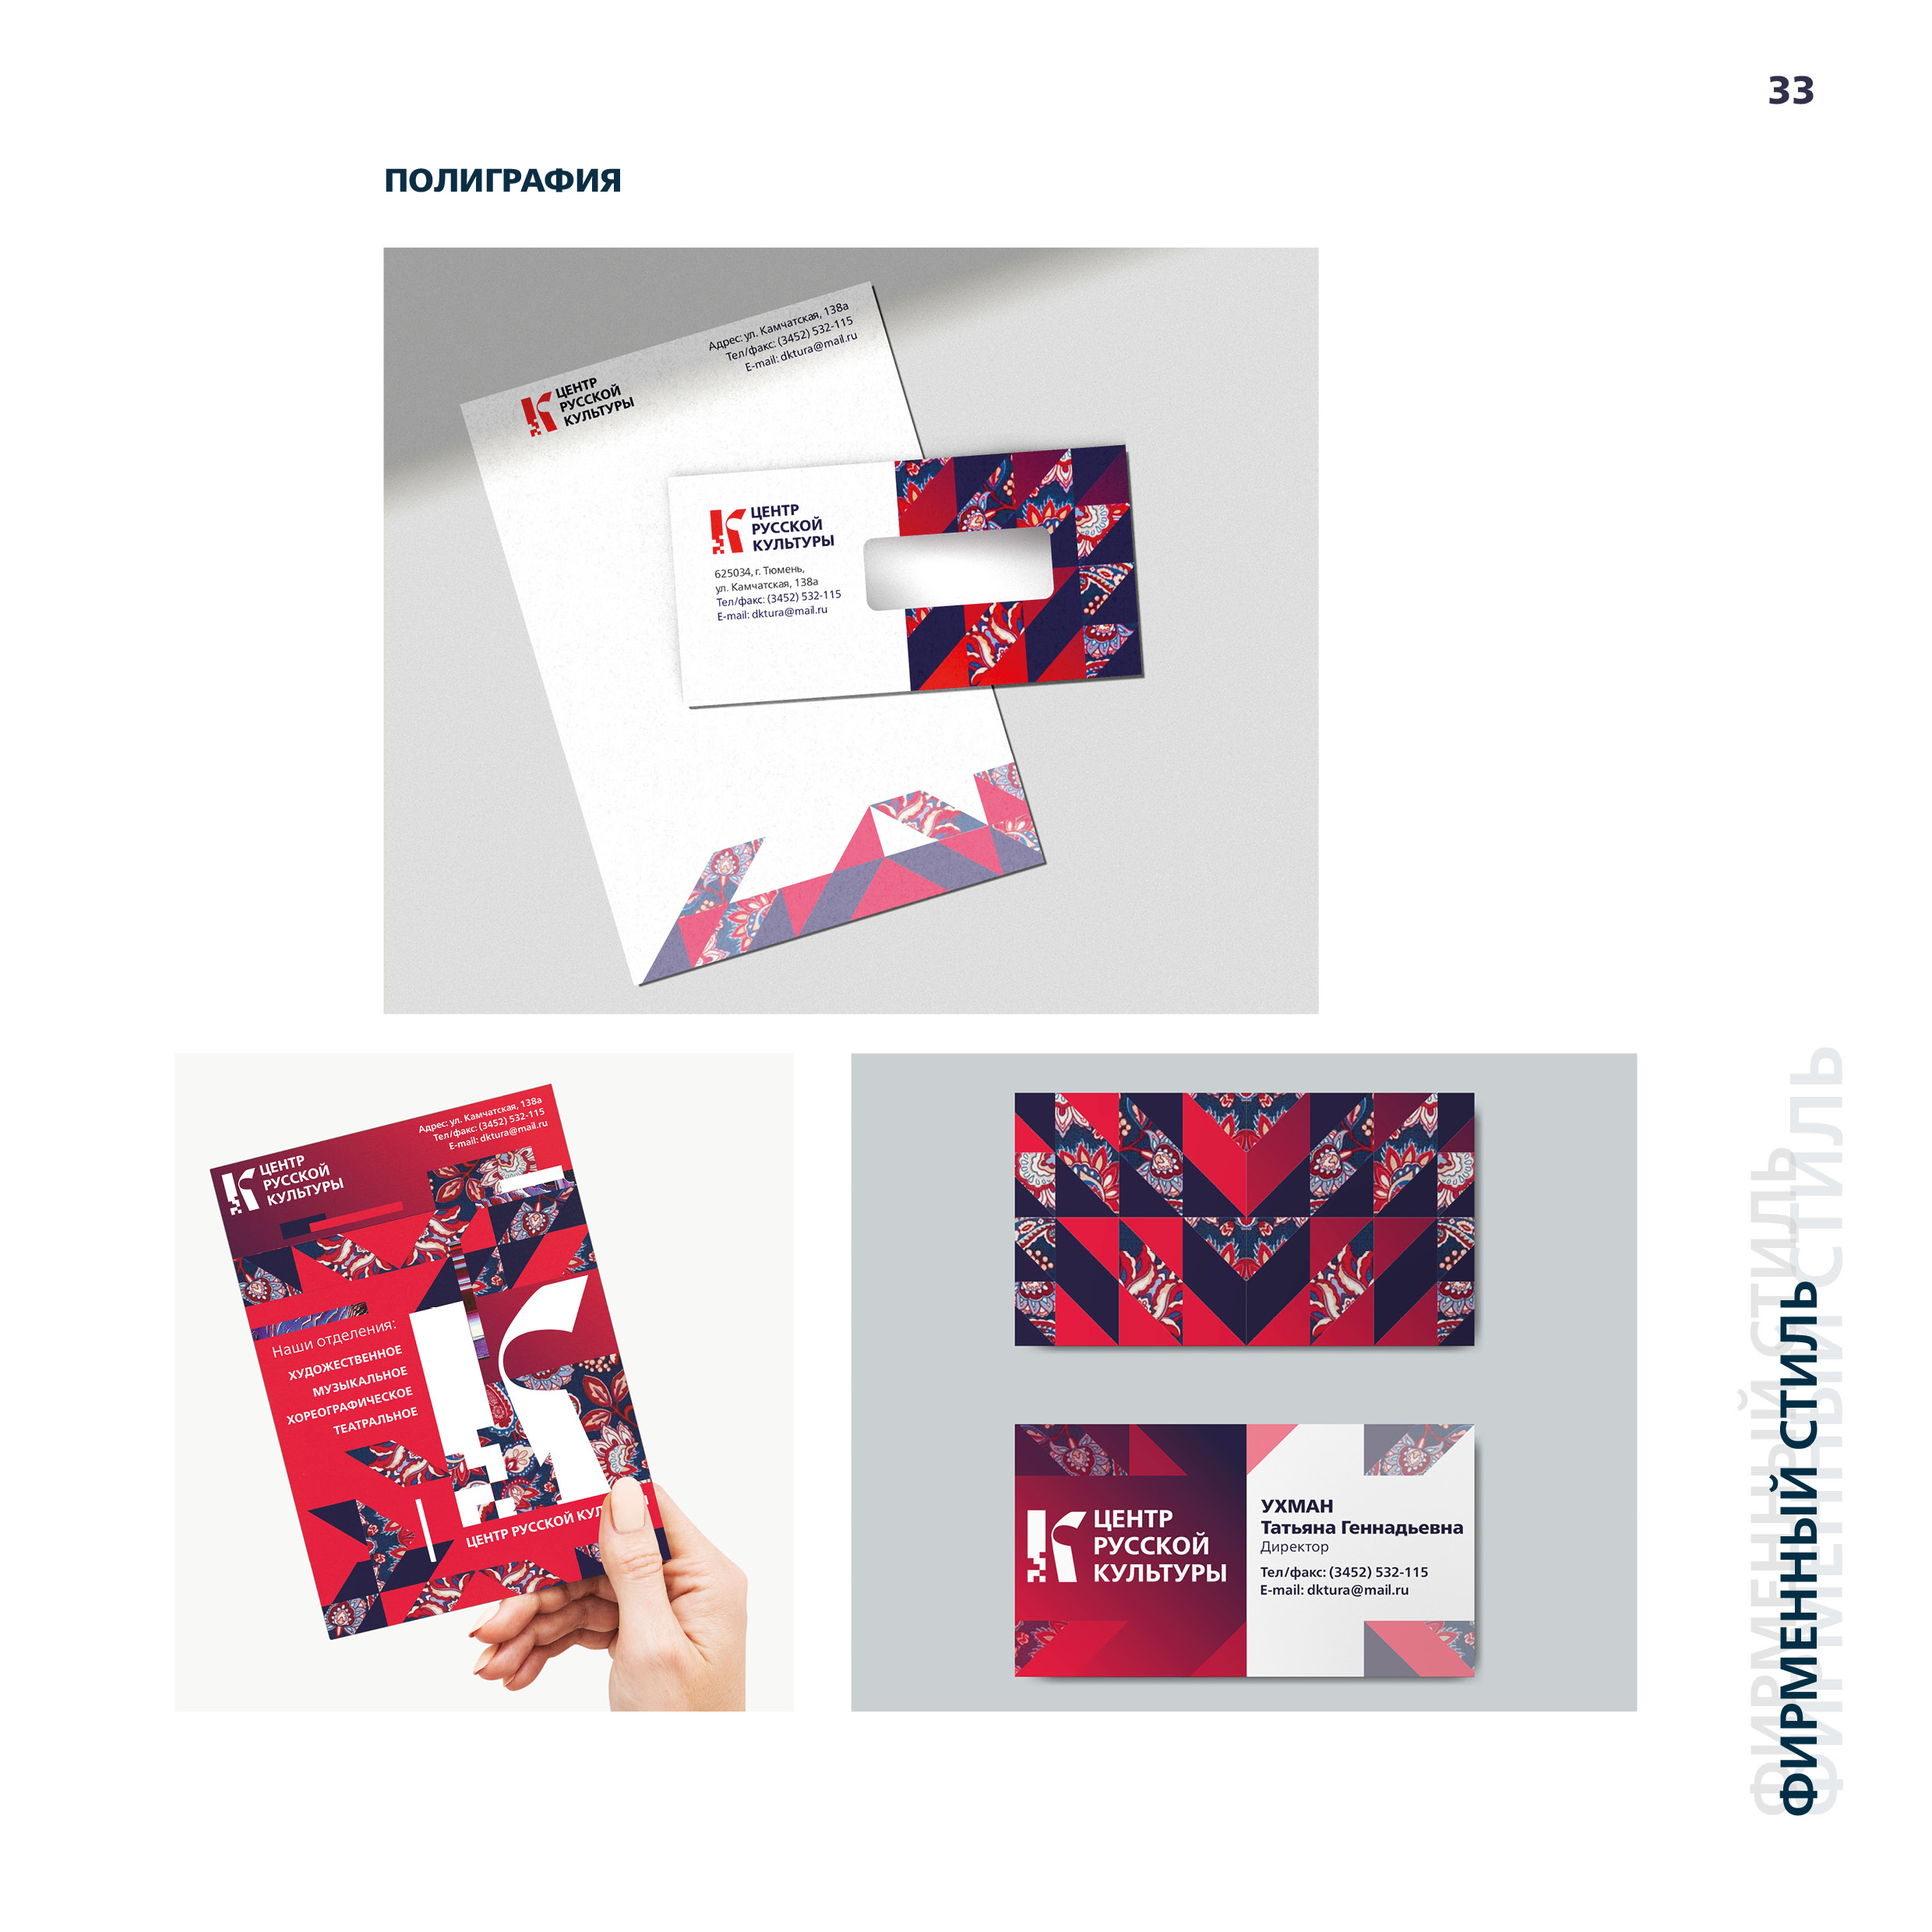 33
ПОЛИГРАФИЯ
Адрес: ул. Камчатская, 138а
Тел/факс: (3452) 532-115
E-mail: dktura@mail.ru
ЦЕНТР
РУССКОЙ
КУЛЬТУРЫ
ЦЕНТР
РУССКОЙ
КУЛЬТУРЫ
625034, г. Тюмень,
ул. Камчатская, 138а
Тел/факс: (3452) 532-115
E-mail: dktura@mail.ru
Адрес: ул. Камчатская, 138а
Тел/факс: (3452) 532-115
E-mail: dktura@mail.ru
ЦЕНТР
РУССКОЙ
КУЛЬТУРЫ
Наши отделения:
ХУДОЖЕСТВЕННОЕ
МУЗЫКАЛЬНОЕ
ХОРЕОГРАФИЧЕСКОЕ
ТЕАТРАЛЬНОЕ
ЦЕНТР РУССКОЙ
ЦЕНТР
РУССКОЙ
КУЛЬТУРЫ
УХМАН
Татьяна Геннадьевна
Директор
Тел/факс: (3452) 532-115
E-mail: dktura@mail.ru
ФИРМЕННЫЙ СТИЛЬ
ФИРМЕННЫЙ СТИЛЬ
ФИРМЕННЫЙ СТИЛЬ